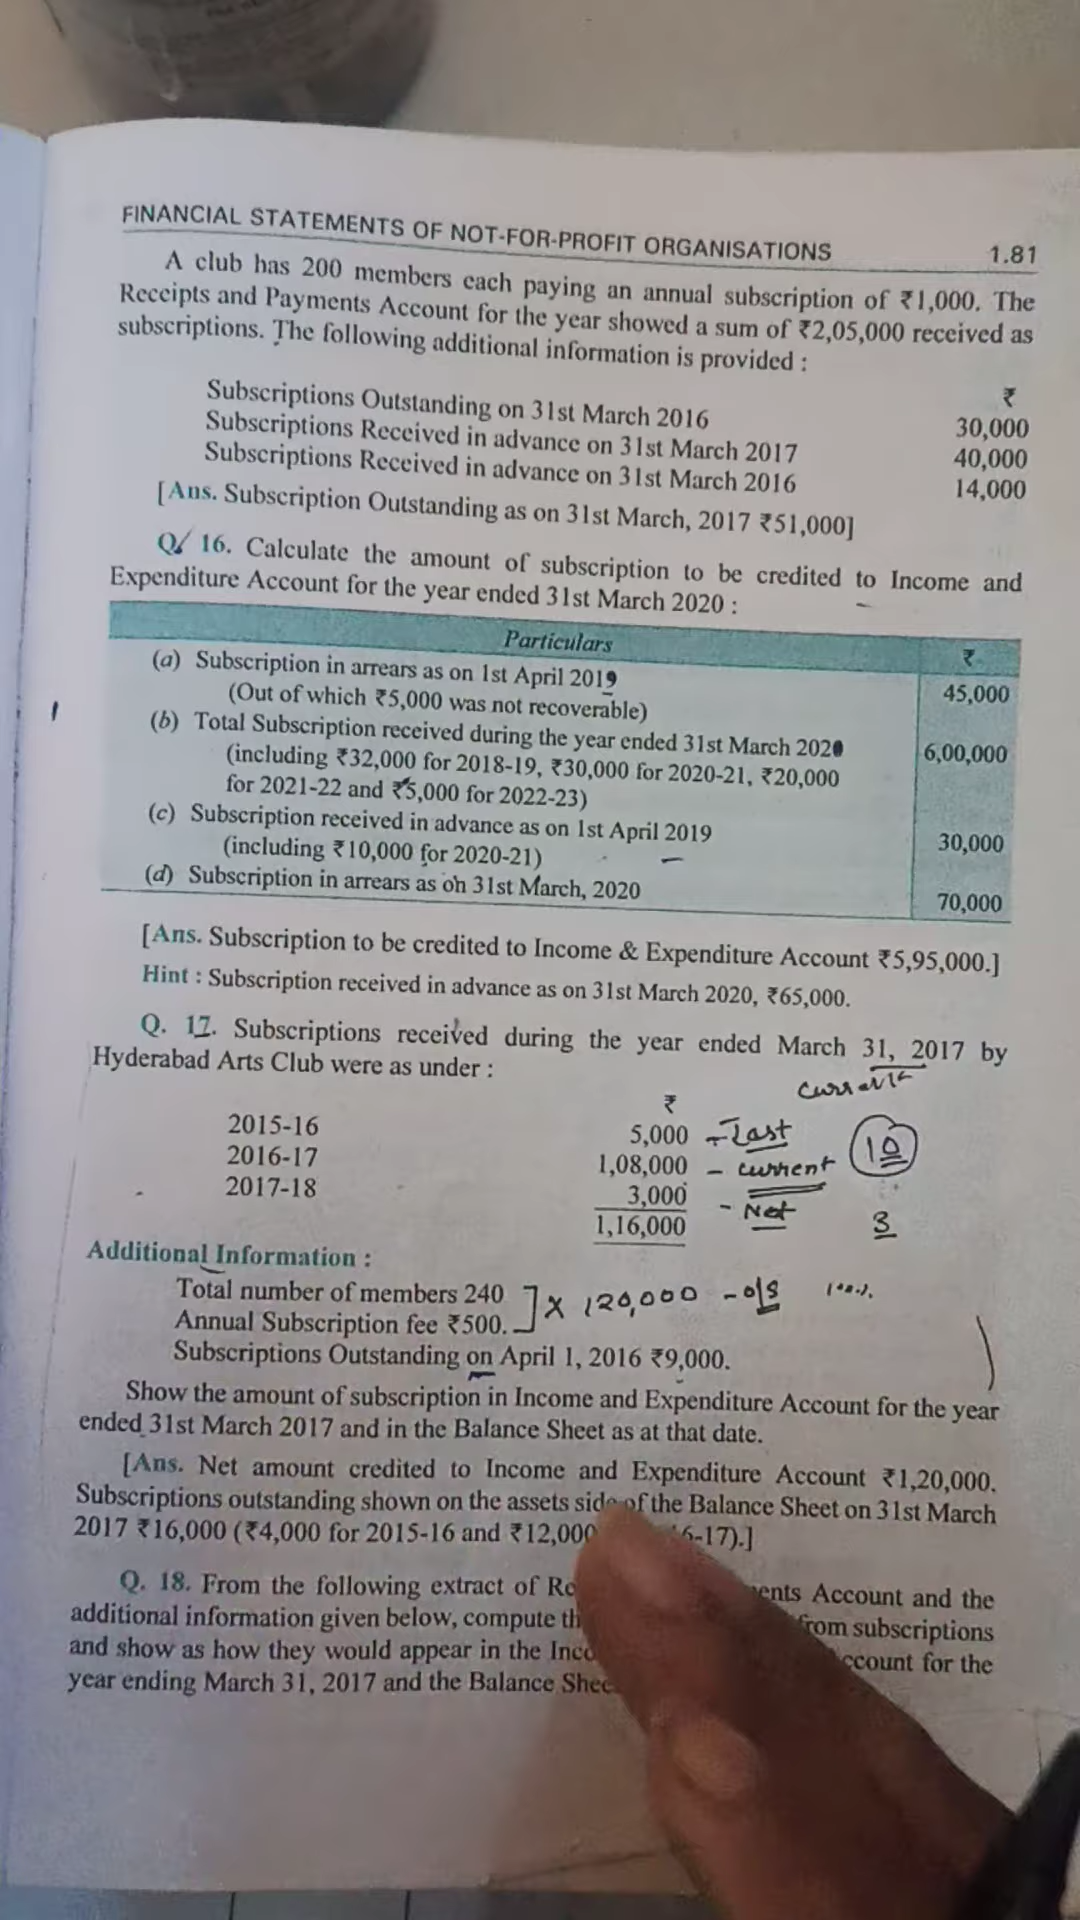 FINANCIAL STATEMENTS OF NOT-FOR-PROFIT ORGANISATIONS 1.81
A club has 200 members each paying an annual subscription of ₹1,000. The
Receipts and Payments Account for the year showed a sum of ₹2,05,000 received as
subscriptions. The following additional information is provided :
₹
Subscriptions Outstanding on 31st March 2016 30,000
Subscriptions Received in advance on 31st March 2017 40,000
Subscriptions Received in advance on 31st March 2016 14,000
[Ans. Subscription Outstanding as on 31st March, 2017 ₹51,000]
Q. 16. Calculate the amount of subscription to be credited to Income and
Expenditure Account for the year ended 31st March 2020 :
Particulars ₹
(a) Subscription in arrears as on 1st April 2019 45,000
(Out of which ₹5,000 was not recoverable)
(b) Total Subscription received during the year ended 31st March 2020 6,00,000
(including ₹32,000 for 2018-19, ₹30,000 for 2020-21, ₹20,000
for 2021-22 and ₹5,000 for 2022-23)
(c) Subscription received in advance as on 1st April 2019 30,000
(including ₹10,000 for 2020-21)
(d) Subscription in arrears as on 31st March, 2020 70,000
[Ans. Subscription to be credited to Income & Expenditure Account ₹5,95,000.]
Hint : Subscription received in advance as on 31st March 2020, ₹65,000.
Q. 17. Subscriptions received during the year ended March 31, 2017 by
Hyderabad Arts Club were as under :
₹
2015-16 5,000 - Last
2016-17 1,08,000 - current 10
2017-18 3,000 - Net
1,16,000 3
Additional Information :
Total number of members 240
Annual Subscription fee ₹500. ] x 120,000 - o/s
Subscriptions Outstanding on April 1, 2016 ₹9,000.
Show the amount of subscription in Income and Expenditure Account for the year
ended 31st March 2017 and in the Balance Sheet as at that date.
[Ans. Net amount credited to Income and Expenditure Account ₹1,20,000.
Subscriptions outstanding shown on the assets side of the Balance Sheet on 31st March
2017 ₹16,000 (₹4,000 for 2015-16 and ₹12,000 6-17).]
Q. 18. From the following extract of Account and the
additional information given below, compute from subscriptions
and show as how they would appear in the for the
year ending March 31, 2017 and the Balance